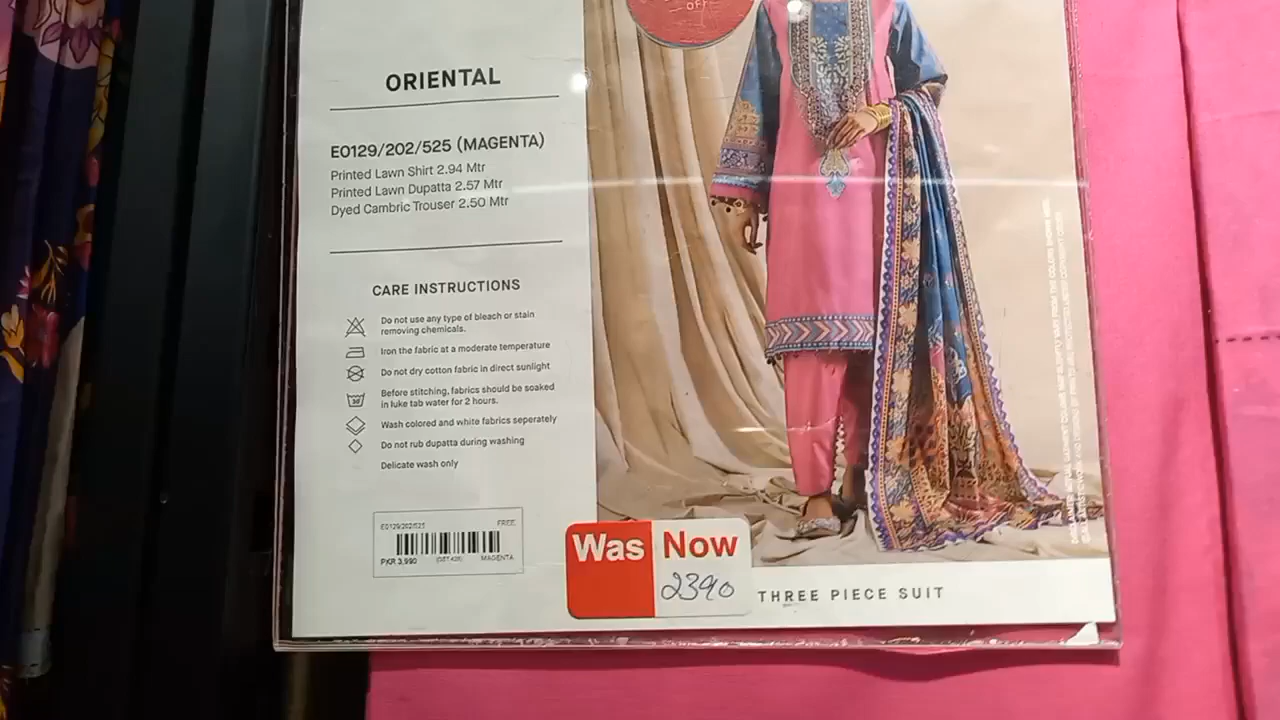 OFF
ORIENTAL
E0129/202/525 (MAGENTA)
Printed Lawn Shirt 2.94 Mtr
Printed Lawn Dupatta 2.57 Mtr
Dyed Cambric Trouser 2.50 Mtr
CARE INSTRUCTIONS
Do not use any type of bleach or stain
removing chemicals.
Iron the fabric at a moderate temperature
Do not dry cotton fabric in direct sunlight
Before stitching, fabrics should be soaked
in luke tab water for 2 hours.
Wash colored and white fabrics seperately
Do not rub dupatta during washing
Delicate wash only
30
E0129/202/525 FREE
PKR 3,990 MAGENTA
Was Now
2390
THREE PIECE SUIT